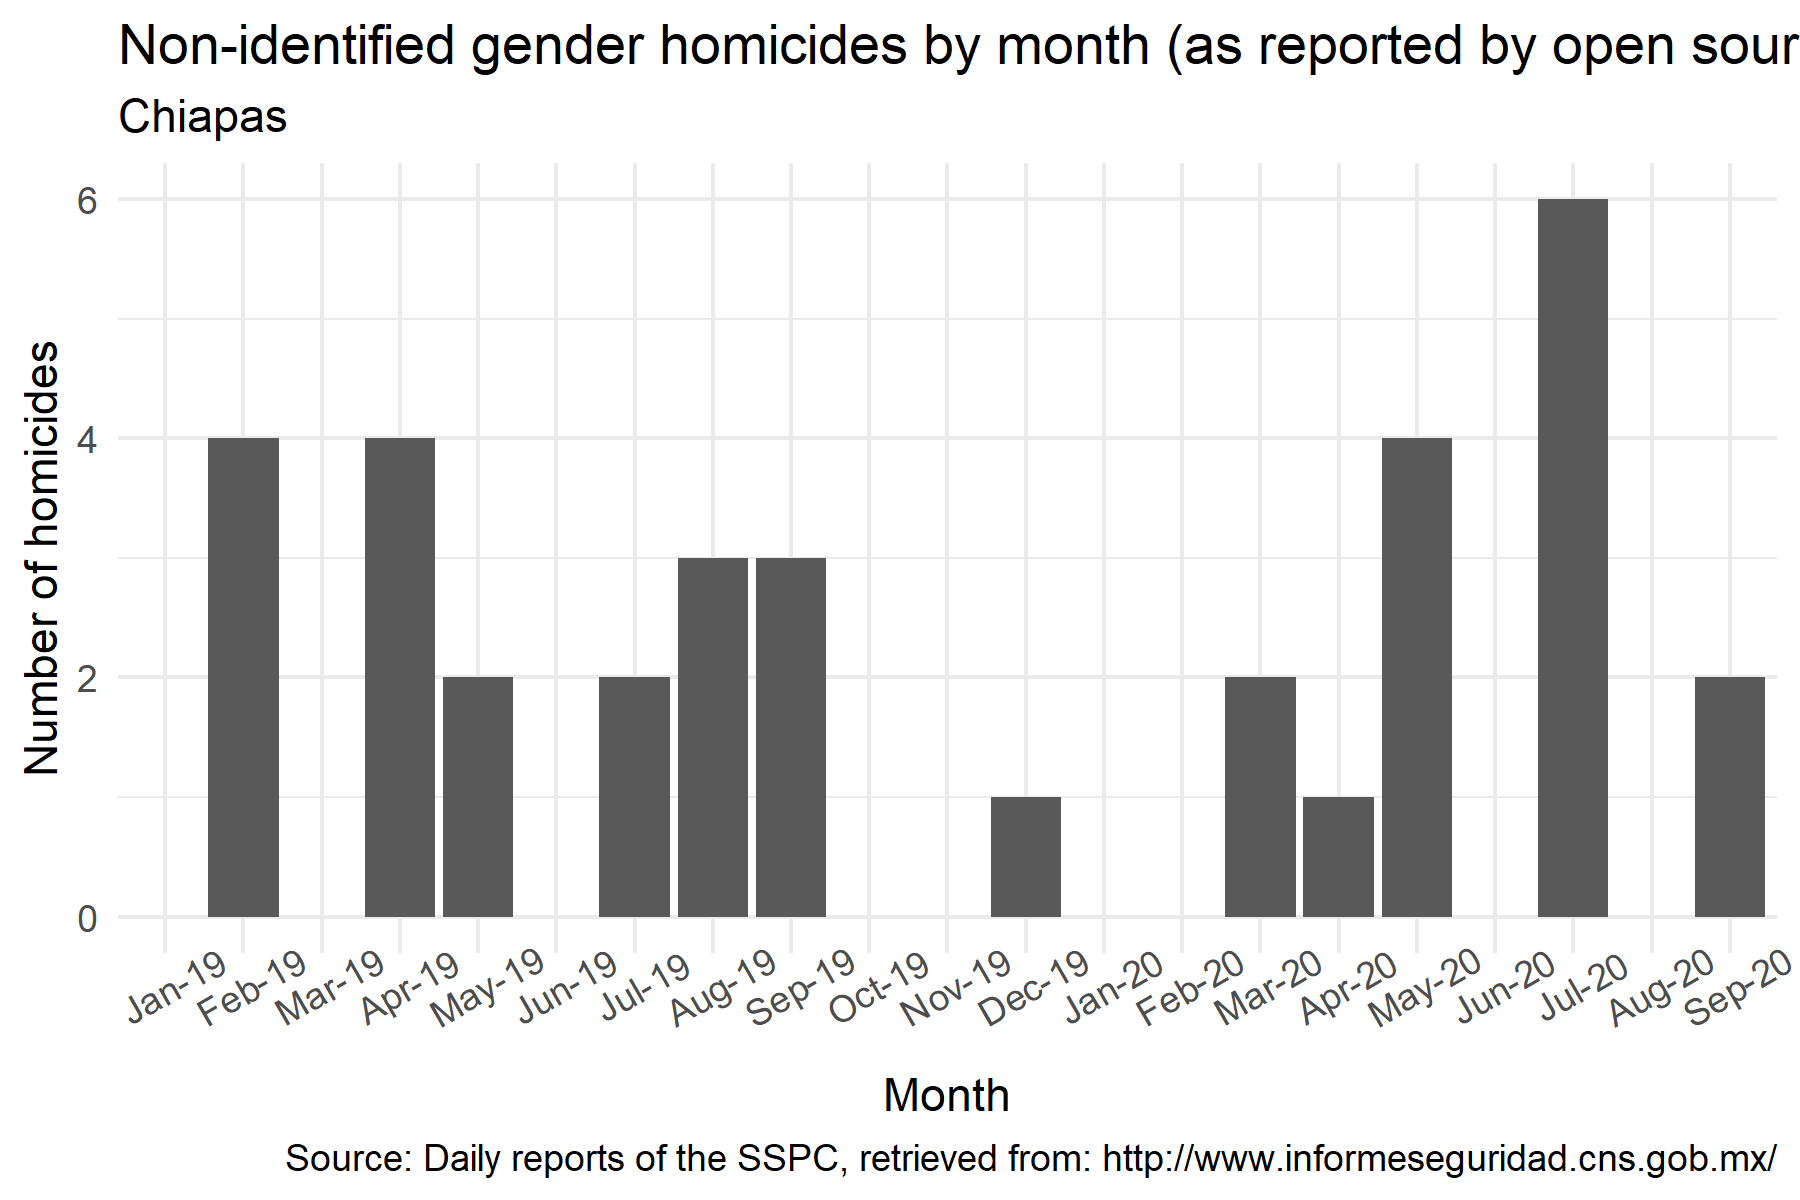 Non-identified gender homicides by month (as reported by open sour
Chiapas
Number of homicides
6
4
2
0
Jan-19
Feb-19
Mar-19
Apr-19
May-19
Jun-19
Jul-19
Aug-19
Sep-19
Oct-19
Nov-19
Dec-19
Jan-20
Feb-20
Mar-20
Apr-20
May-20
Jun-20
Jul-20
Aug-20
Sep-20
Month
Source: Daily reports of the SSPC, retrieved from: http://www.informeseguridad.cns.gob.mx/